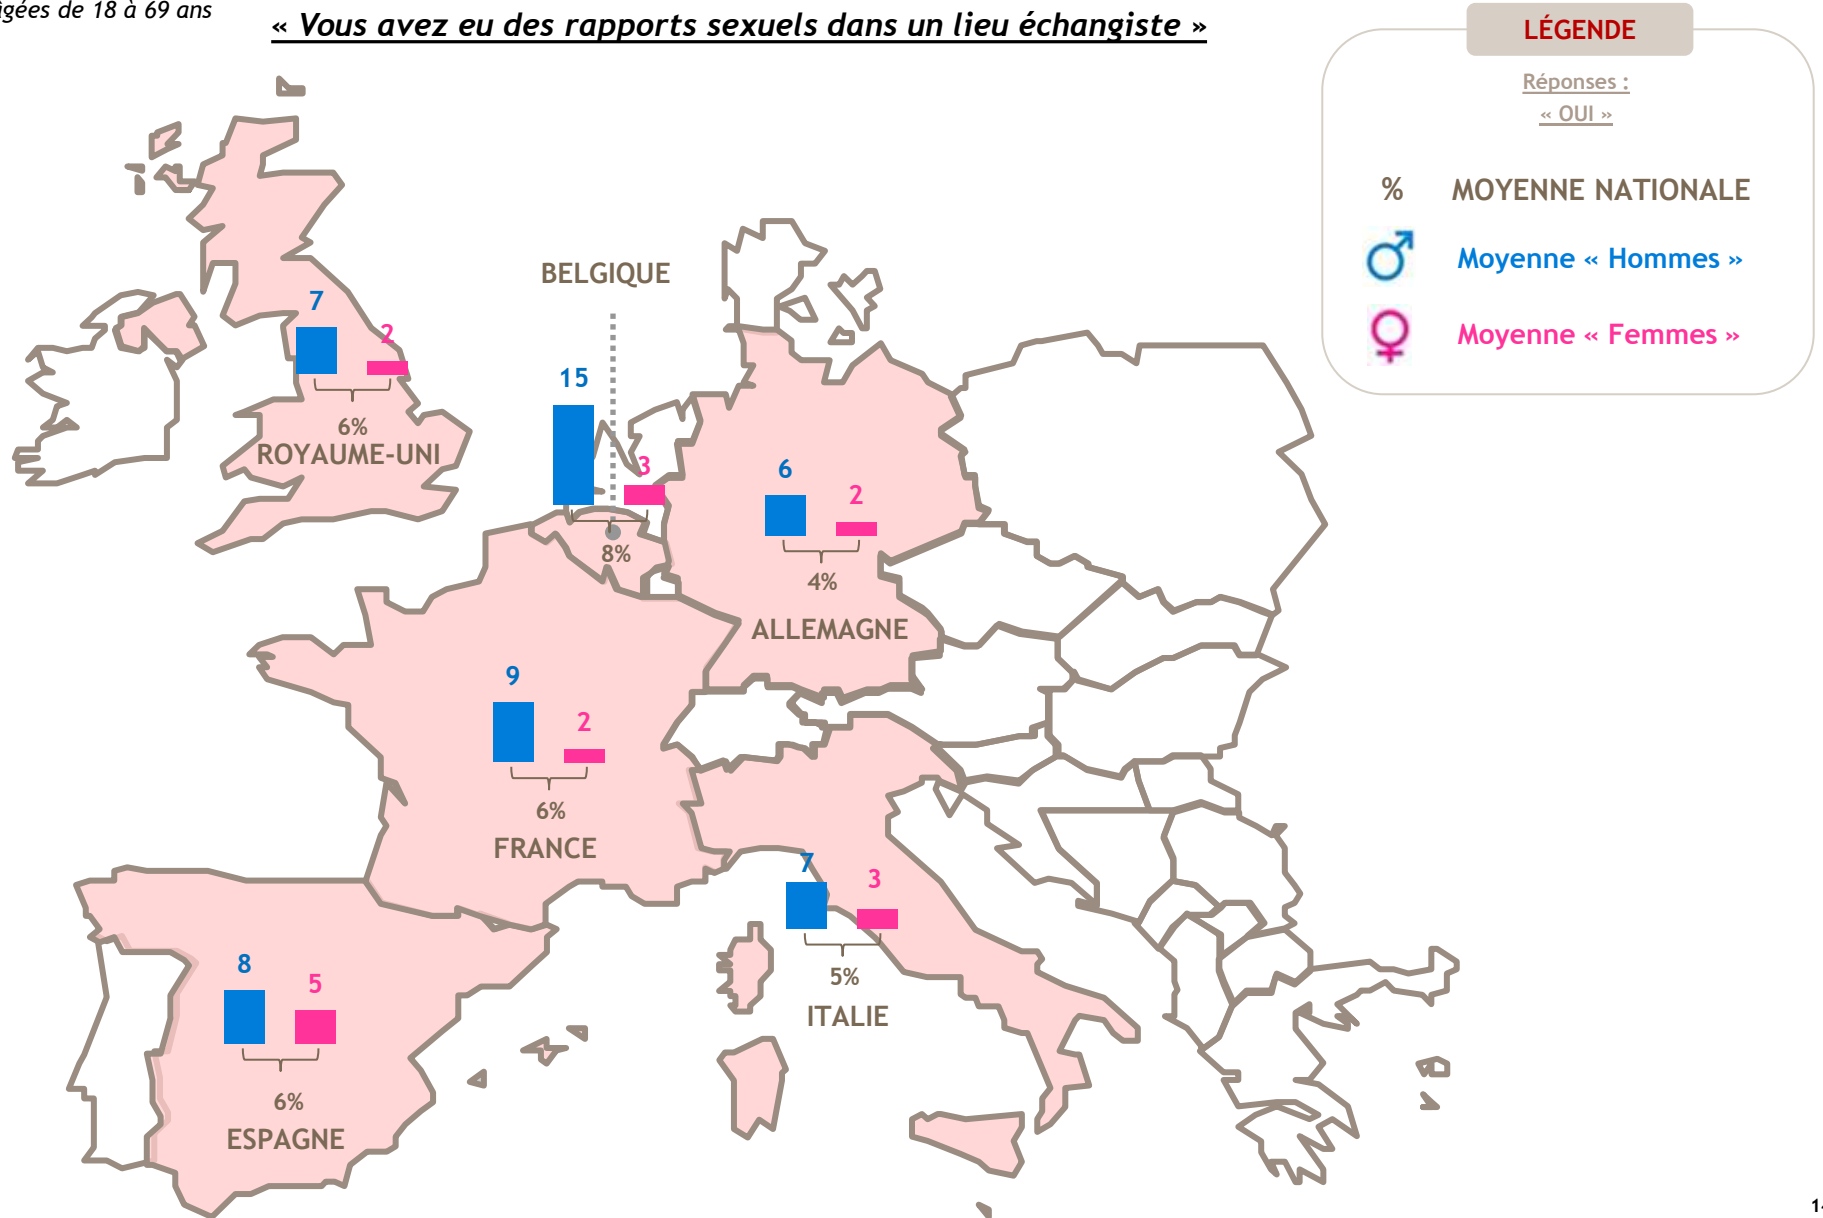 âgées de 18 à 69 ans
« Vous avez eu des rapports sexuels dans un lieu échangiste »
LÉGENDE
Réponses :
« OUI »
% MOYENNE NATIONALE
Moyenne « Hommes »
Moyenne « Femmes »
7
2
6%
ROYAUME-UNI
BELGIQUE
15
3
8%
6
2
4%
ALLEMAGNE
9
2
6%
FRANCE
7
3
5%
ITALIE
8
5
6%
ESPAGNE